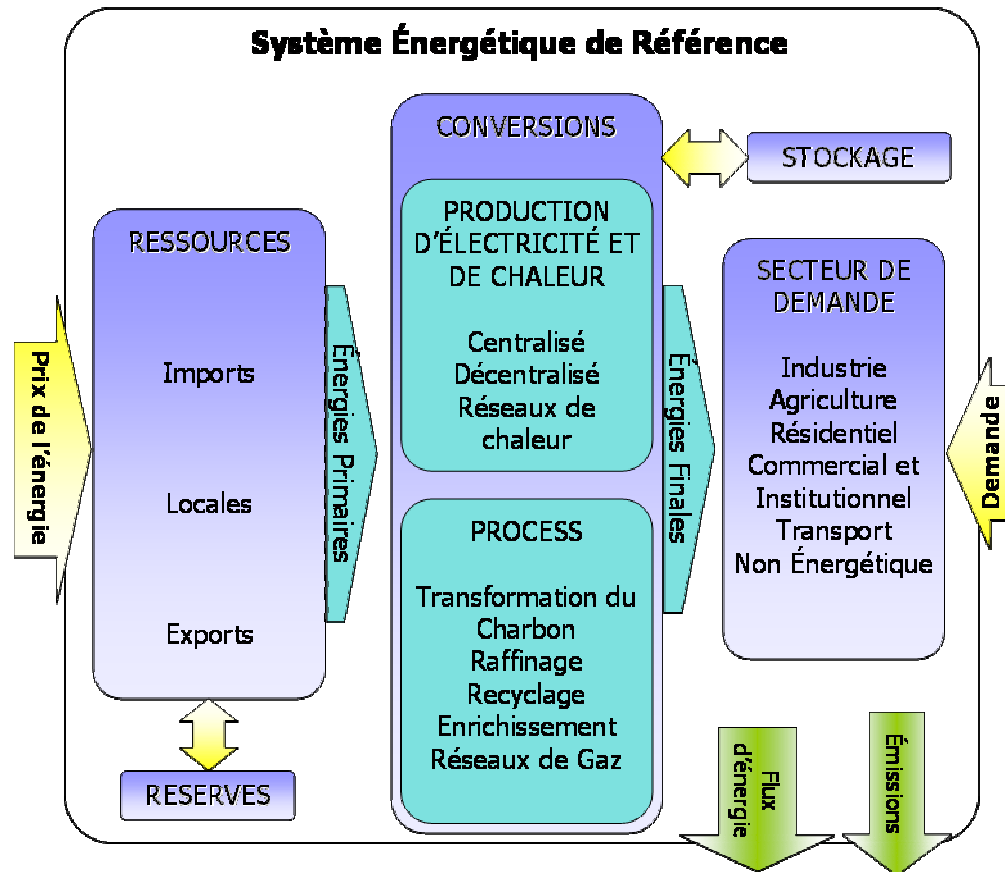 Système Énergétique de Référence
Prix de l'énergie
RESSOURCES
Imports
Locales
Exports
RESERVES
Énergies Primaires
CONVERSIONS
PRODUCTION
D'ÉLECTRICITÉ ET
DE CHALEUR
Centralisé
Décentralisé
Réseaux de
chaleur
PROCESS
Transformation du
Charbon
Raffinage
Recyclage
Enrichissement
Réseaux de Gaz
Énergies Finales
STOCKAGE
SECTEUR DE
DEMANDE
Industrie
Agriculture
Résidentiel
Commercial et
Institutionnel
Transport
Non Énergétique
Demande
Flux
d'énergie
Émissions